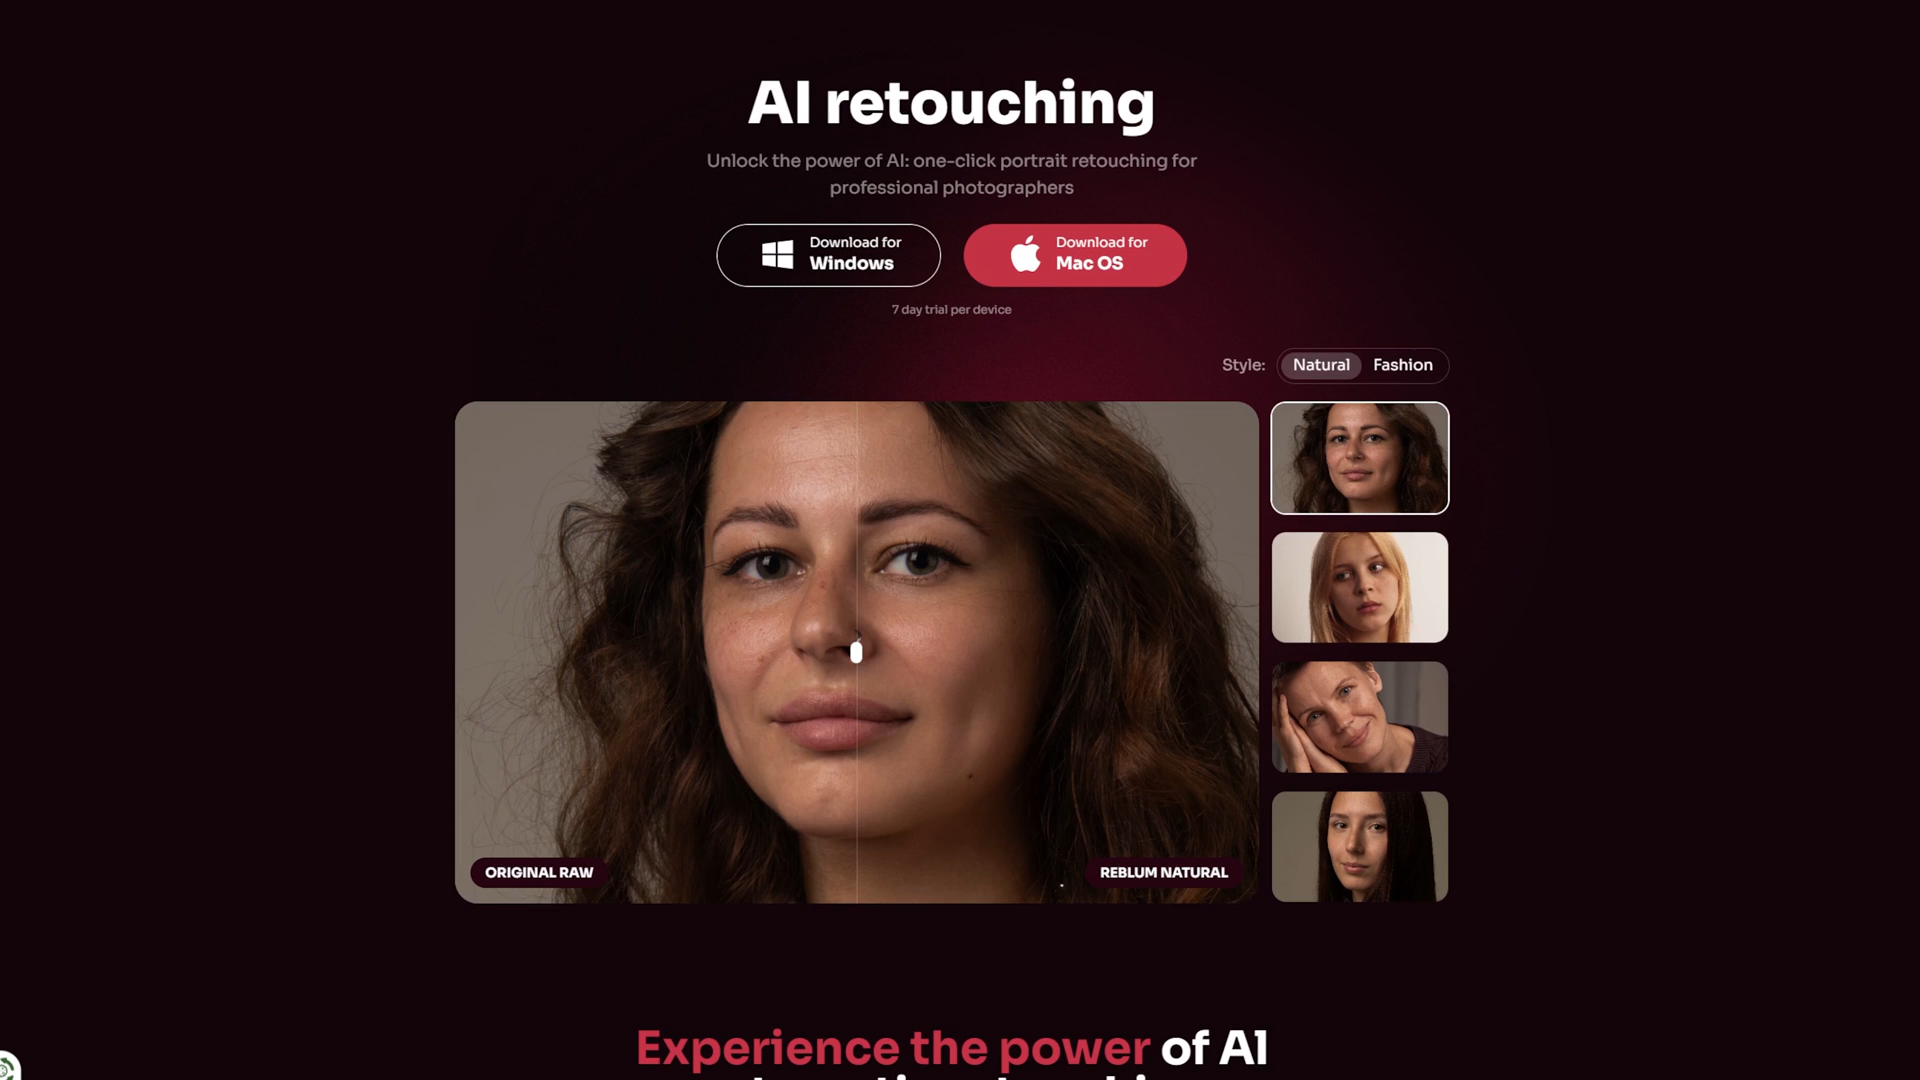 AI retouching
Unlock the power of AI: one-click portrait retouching for
professional photographers
Download for
Windows
Download for
Mac OS
7 day trial per device
Style: Natural Fashion
ORIGINAL RAW
REBLUM NATURAL
Experience the power of AI